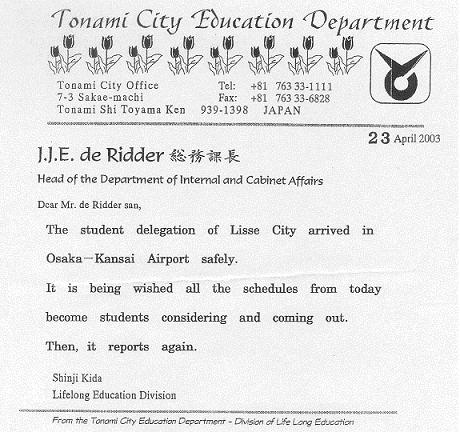 Tonami City Education Department
Tonami City Office Tel: +81 763 33-1111
7-3 Sakae-machi Fax: +81 763 33-6828
Tonami Shi Toyama Ken 939-1398 JAPAN
23 April 2003
J.J.E. de Ridder 総務課長
Head of the Department of Internal and Cabinet Affairs
Dear Mr. de Ridder san,
The student delegation of Lisse City arrived in
Osaka－Kansai Airport safely.
It is being wished all the schedules from today
become students considering and coming out.
Then, it reports again.
Shinji Kida
Lifelong Education Division
From the Tonami City Education Department - Division of Life Long Education